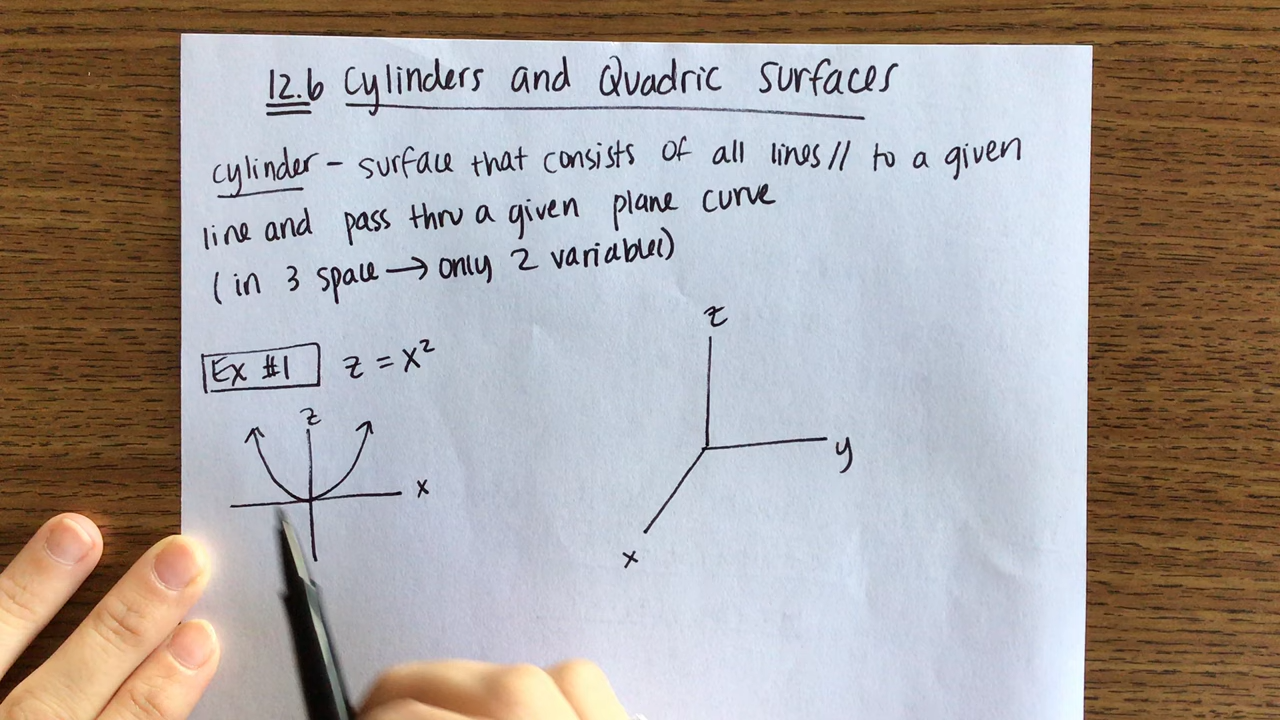 12.6 Cylinders and Quadric Surfaces
cylinder - surface that consists of all lines // to a given
line and pass thru a given plane curve
(in 3 space → only 2 variables)
Ex #1 z = x²
z
x
z
y
x